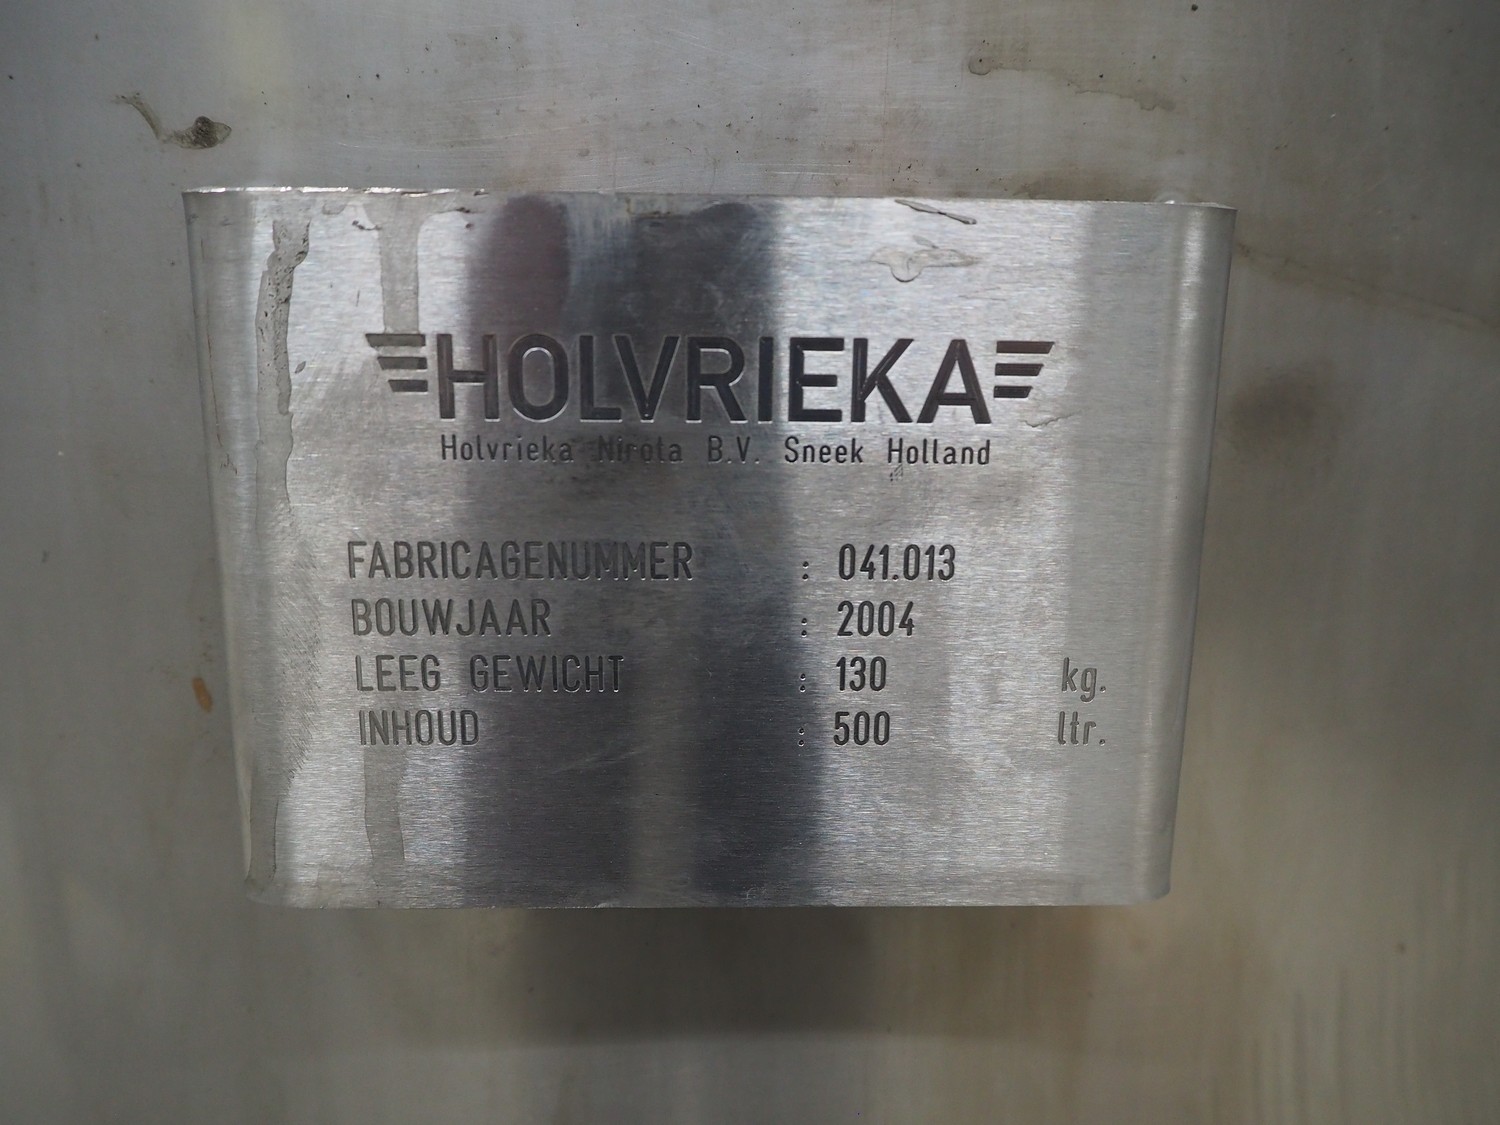 HOLVRIEKA
Holvrieka Nirota B.V. Sneek Holland
FABRICAGENUMMER : 041.013
BOUWJAAR : 2004
LEEG GEWICHT : 130 kg.
INHOUD : 500 ltr.